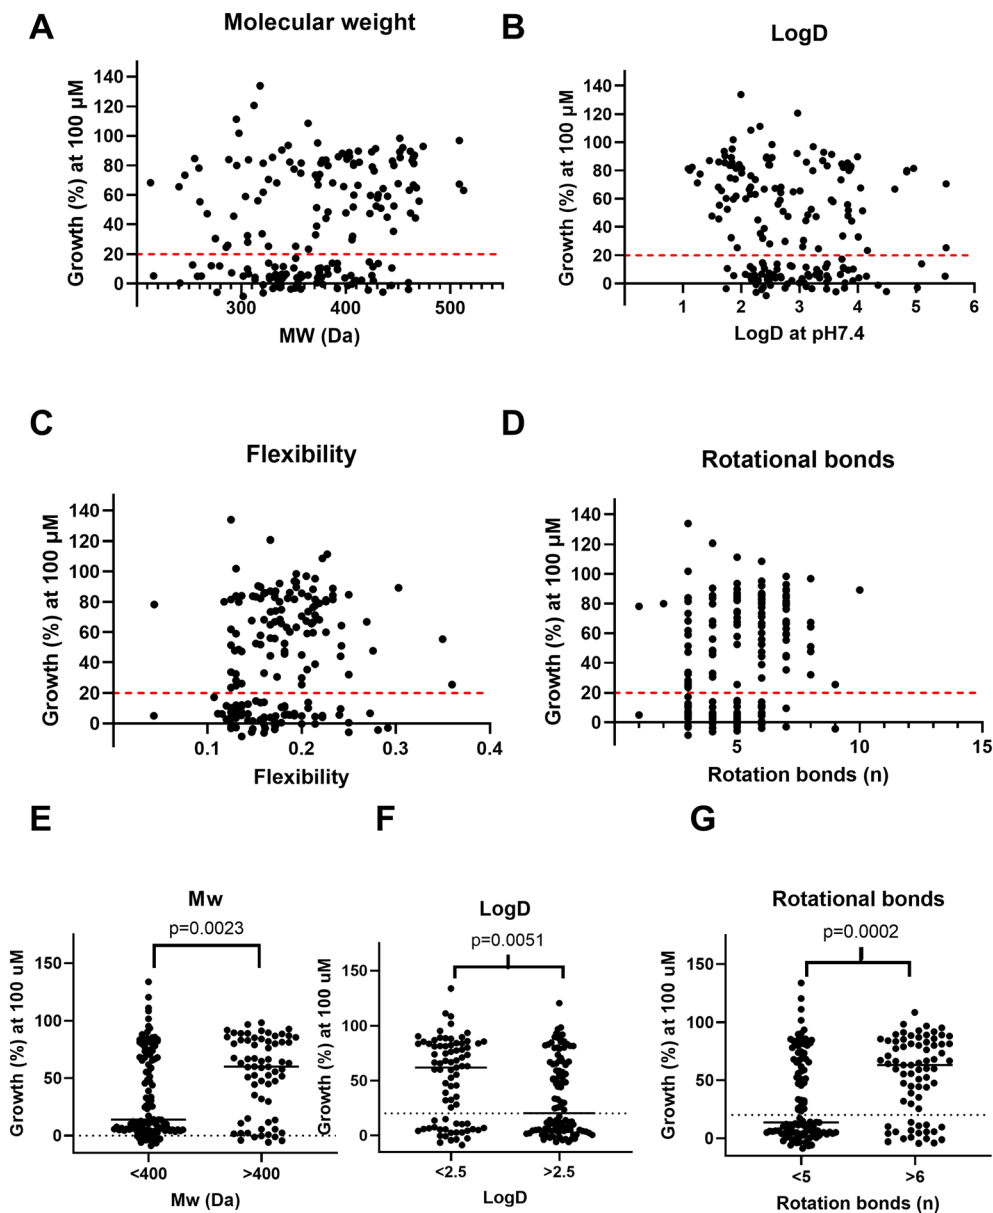 A
Molecular weight
Growth (%) at 100 µM
140
120
100
80
60
40
20
0
300
400
500
MW (Da)
B
LogD
Growth (%) at 100 µM
140
120
100
80
60
40
20
0
1
2
3
4
5
6
LogD at pH7.4
C
Flexibility
Growth (%) at 100 µM
140
120
100
80
60
40
20
0
0.1
0.2
0.3
0.4
Flexibility
D
Rotational bonds
Growth (%) at 100 µM
140
120
100
80
60
40
20
0
5
10
15
Rotation bonds (n)
E
Mw
p=0.0023
Growth (%) at 100 uM
150
100
50
0
<400
>400
Mw (Da)
F
LogD
p=0.0051
Growth (%) at 100 uM
150
100
50
0
<2.5
>2.5
LogD
G
Rotational bonds
p=0.0002
Growth (%) at 100 uM
150
100
50
0
<5
>6
Rotation bonds (n)